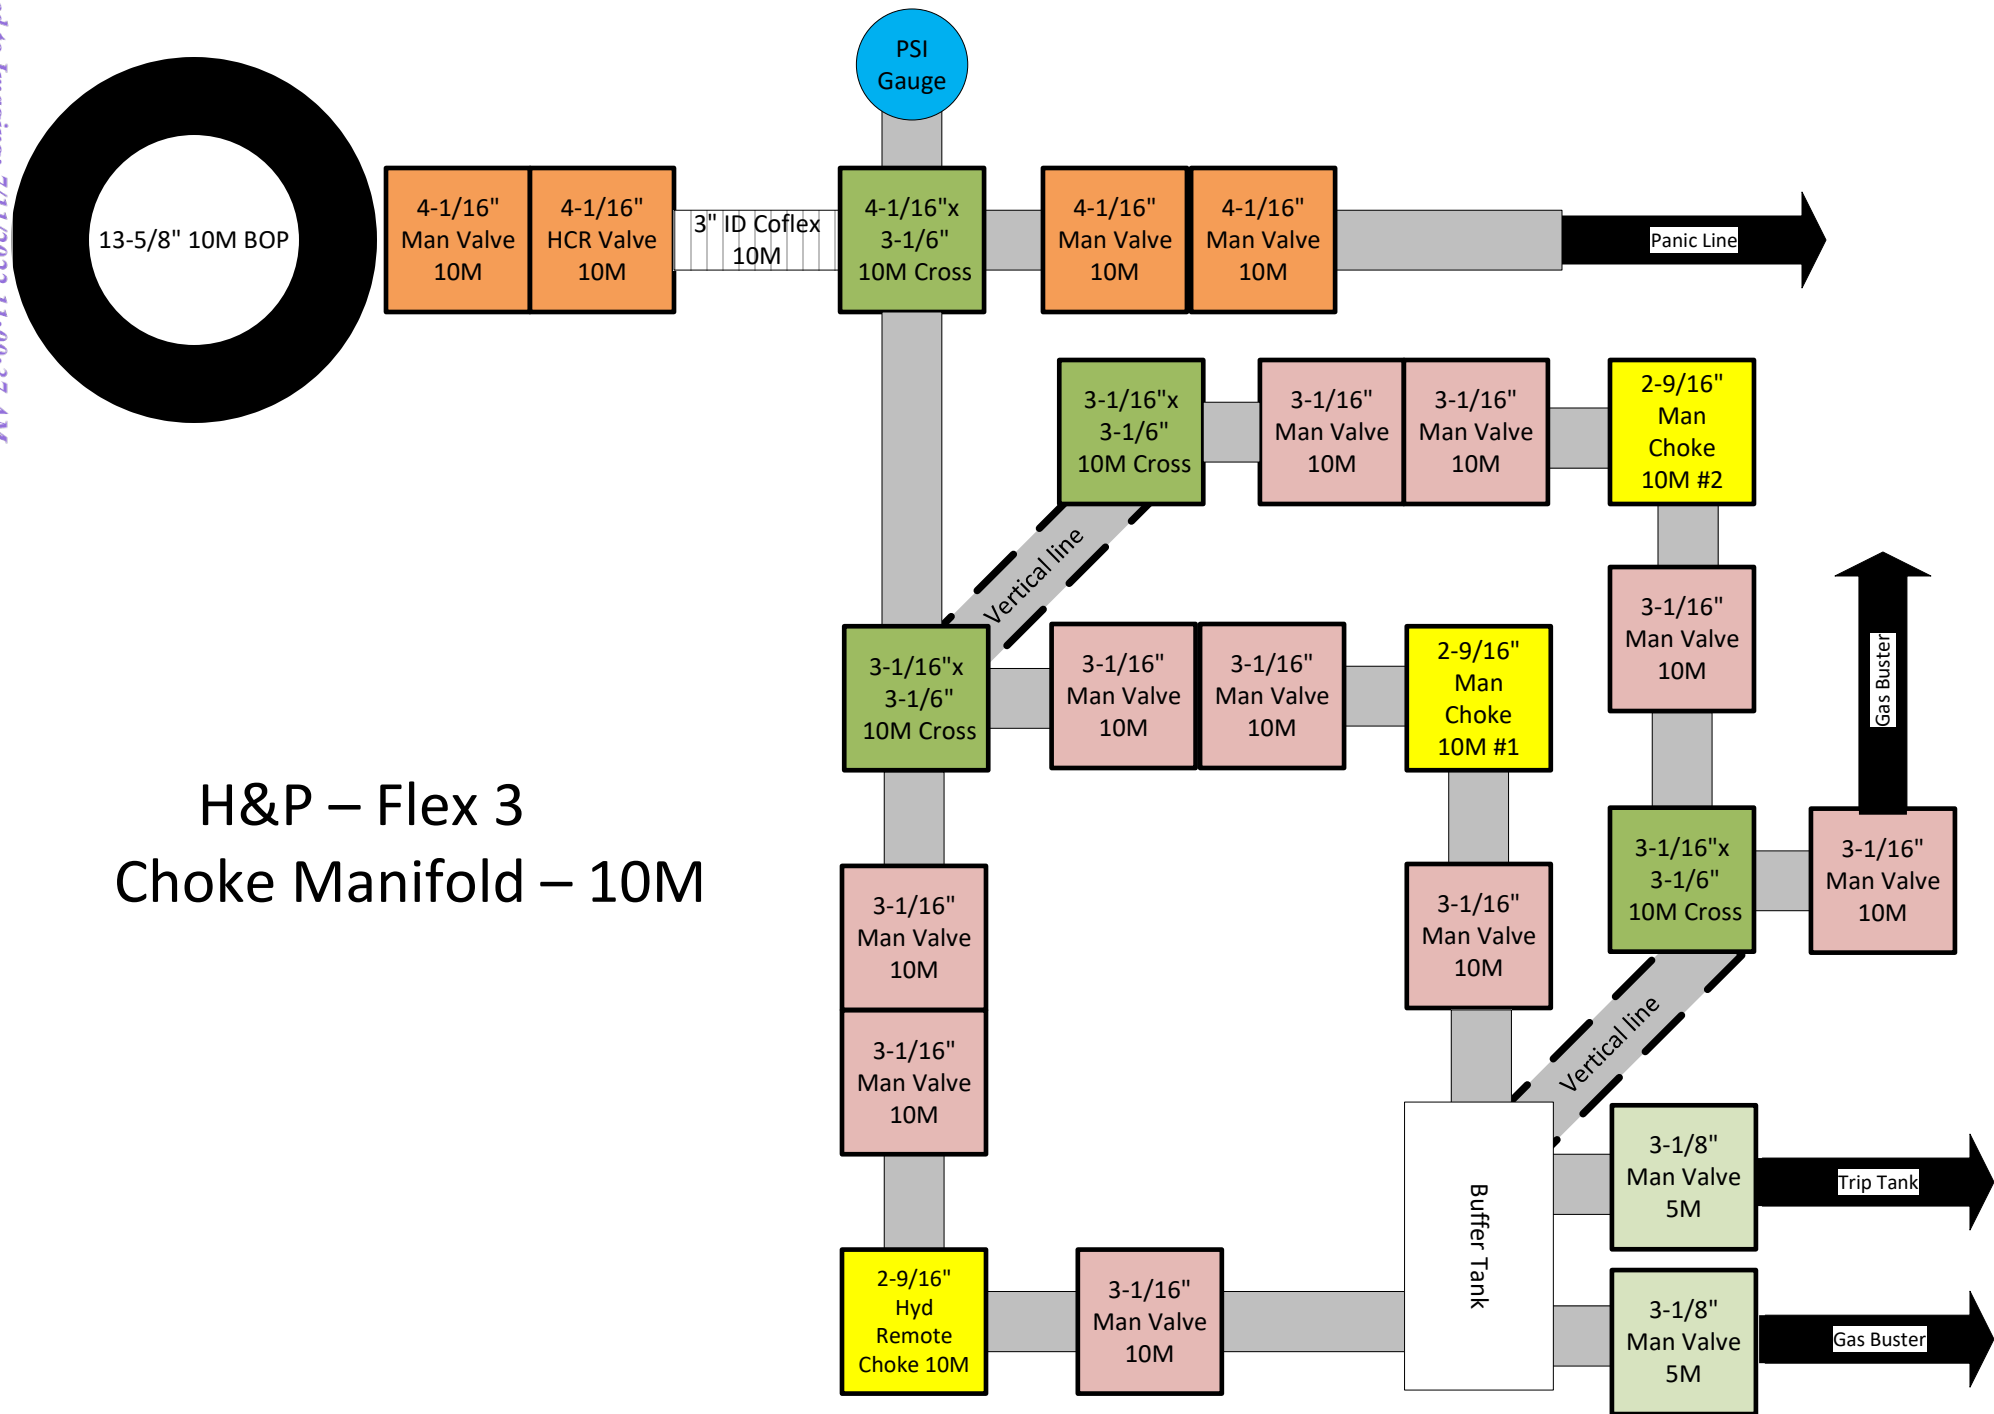 PSI
Gauge
13-5/8" 10M BOP
4-1/16"
Man Valve
10M
4-1/16"
HCR Valve
10M
3" ID Coflex
10M
4-1/16"x
3-1/6"
10M Cross
4-1/16"
Man Valve
10M
4-1/16"
Man Valve
10M
Panic Line
3-1/16"x
3-1/6"
10M Cross
3-1/16"
Man Valve
10M
3-1/16"
Man Valve
10M
2-9/16"
Man
Choke
10M #2
Vertical line
3-1/16"
Man Valve
10M
Gas Buster
3-1/16"x
3-1/6"
10M Cross
3-1/16"
Man Valve
10M
3-1/16"
Man Valve
10M
2-9/16"
Man
Choke
10M #1
H&P – Flex 3
Choke Manifold – 10M
3-1/16"
Man Valve
10M
3-1/16"
Man Valve
10M
3-1/16"x
3-1/6"
10M Cross
3-1/16"
Man Valve
10M
3-1/16"
Man Valve
10M
Vertical line
Buffer Tank
3-1/8"
Man Valve
5M
Trip Tank
2-9/16"
Hyd
Remote
Choke 10M
3-1/16"
Man Valve
10M
3-1/8"
Man Valve
5M
Gas Buster